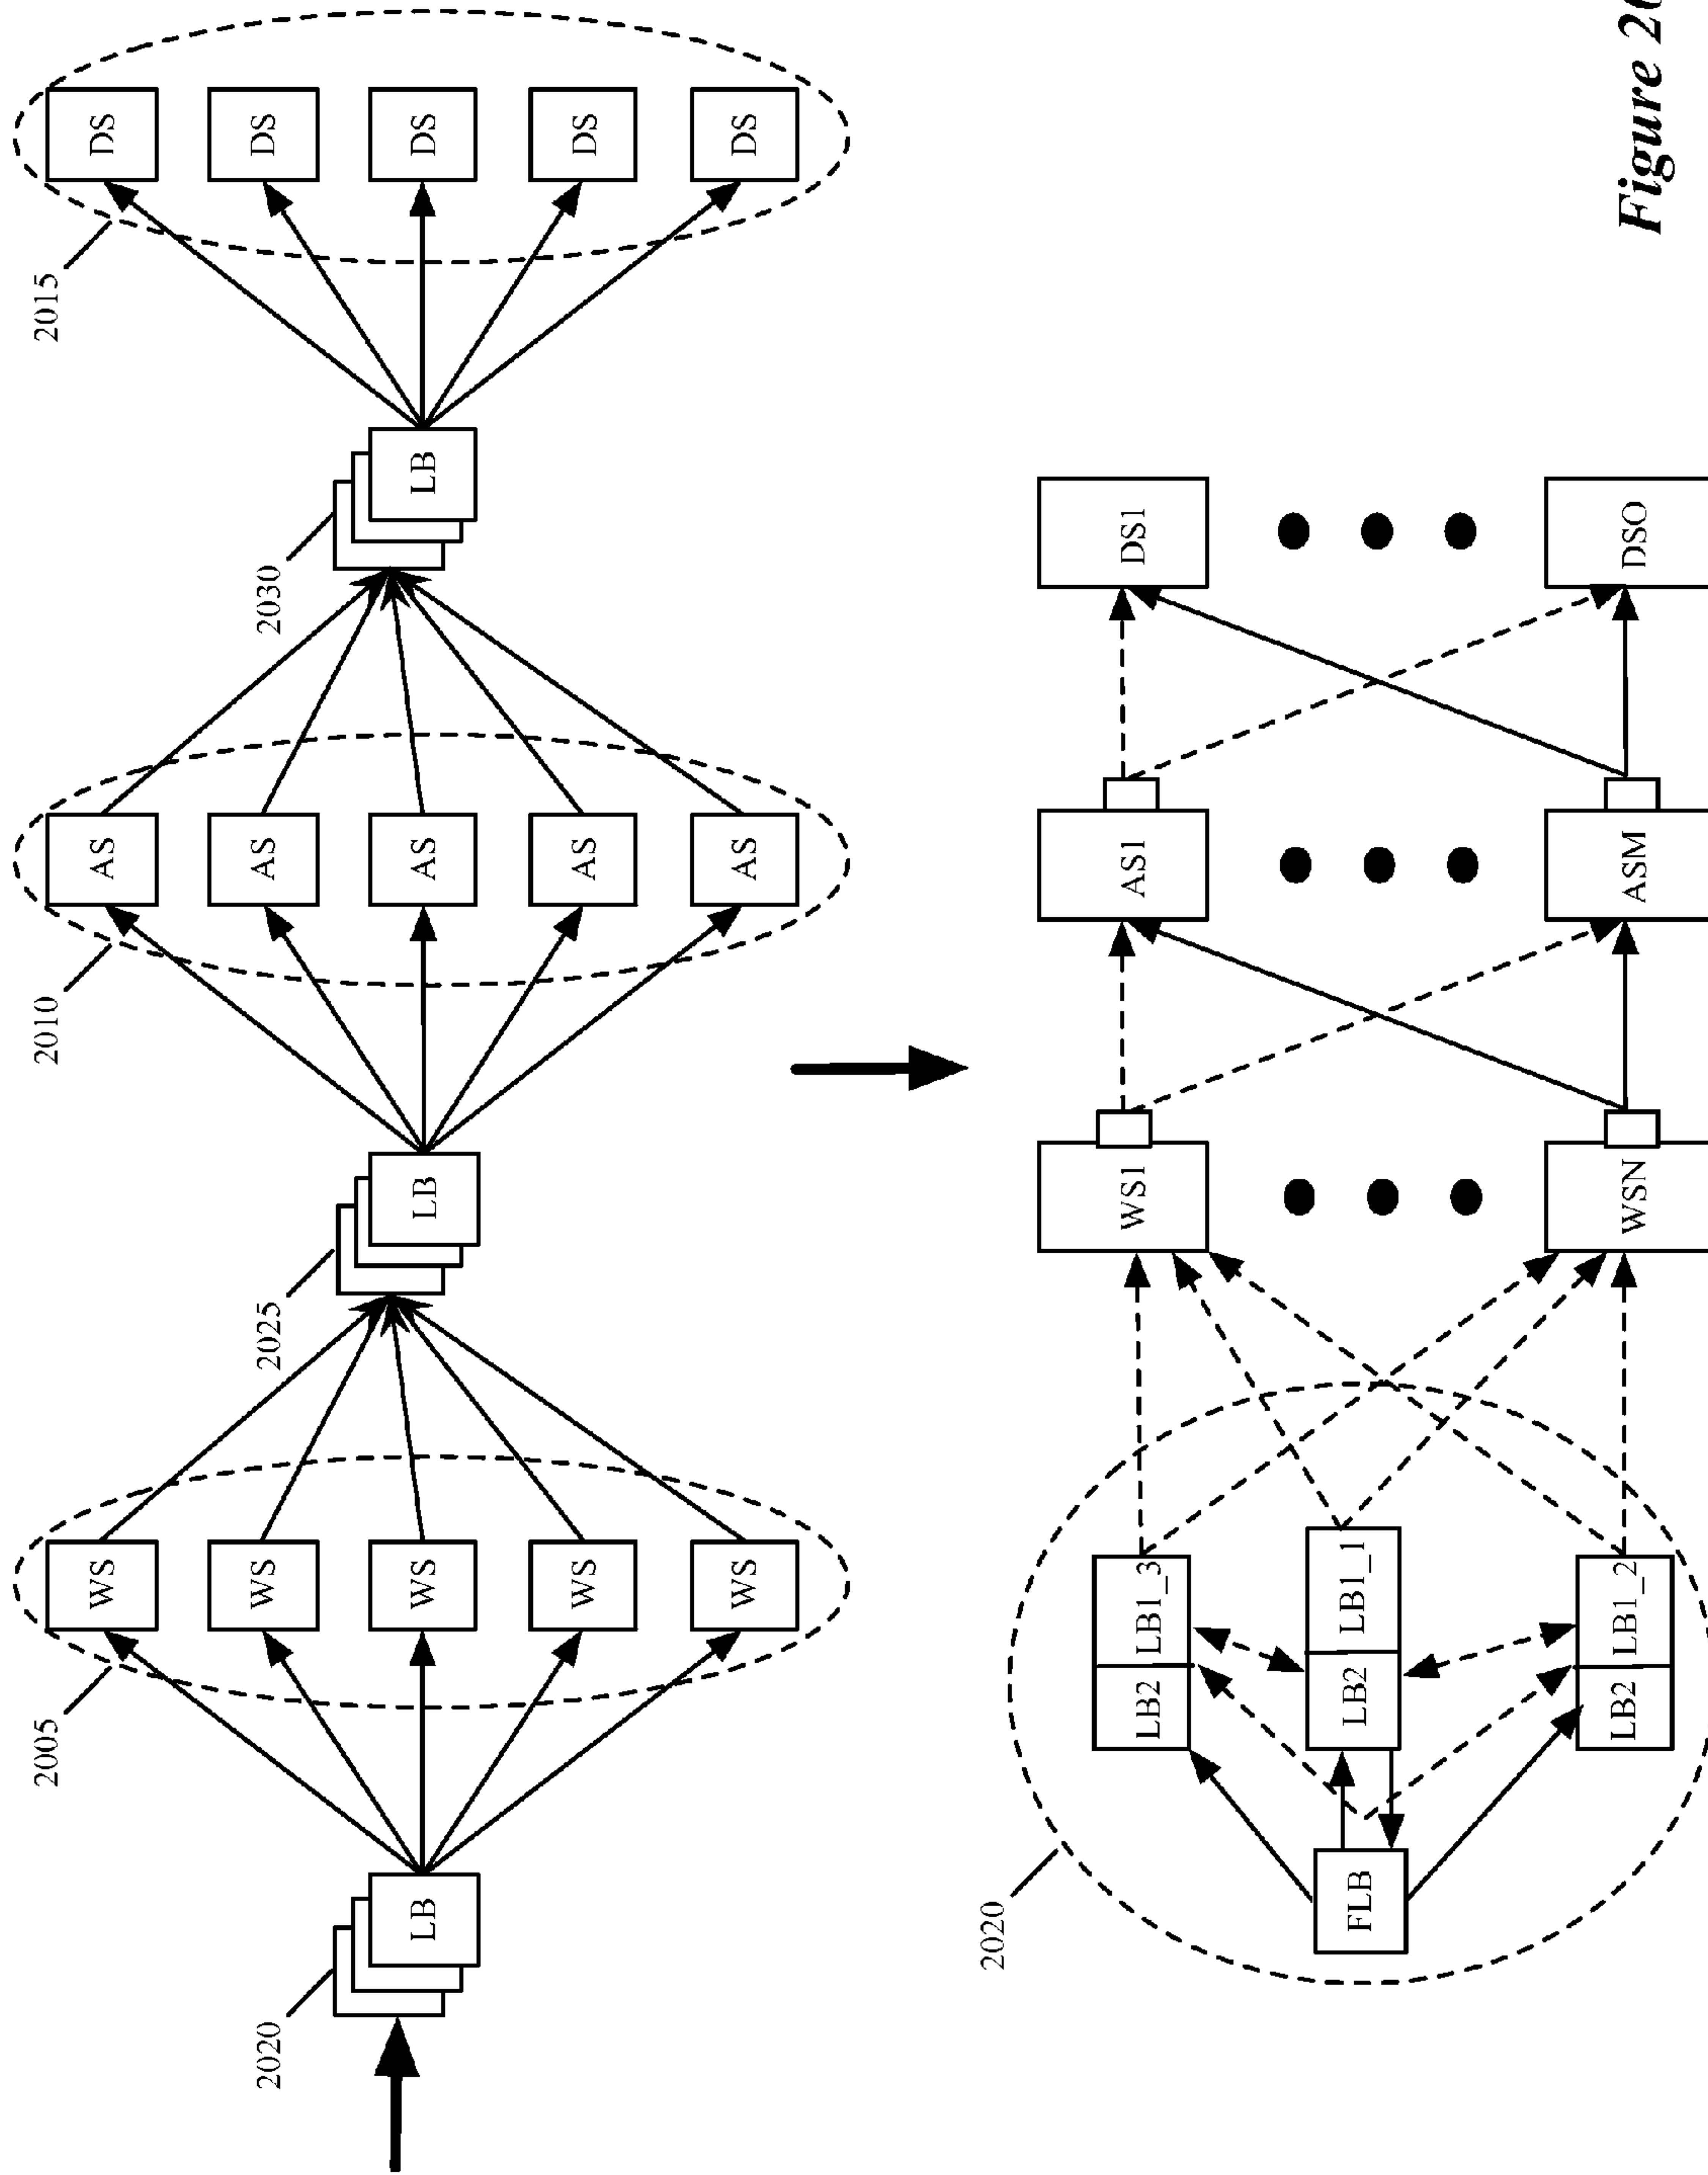 2005 2010 2015
WS AS DS
2020 WS 2025 AS 2030 DS
LB WS LB AS LB DS
WS AS DS
WS AS DS
2020
LB2 LB1_3 WS1 AS1 DS1
FLB LB2 LB1_1
LB2 LB1_2 WSN ASM DSO
Figure